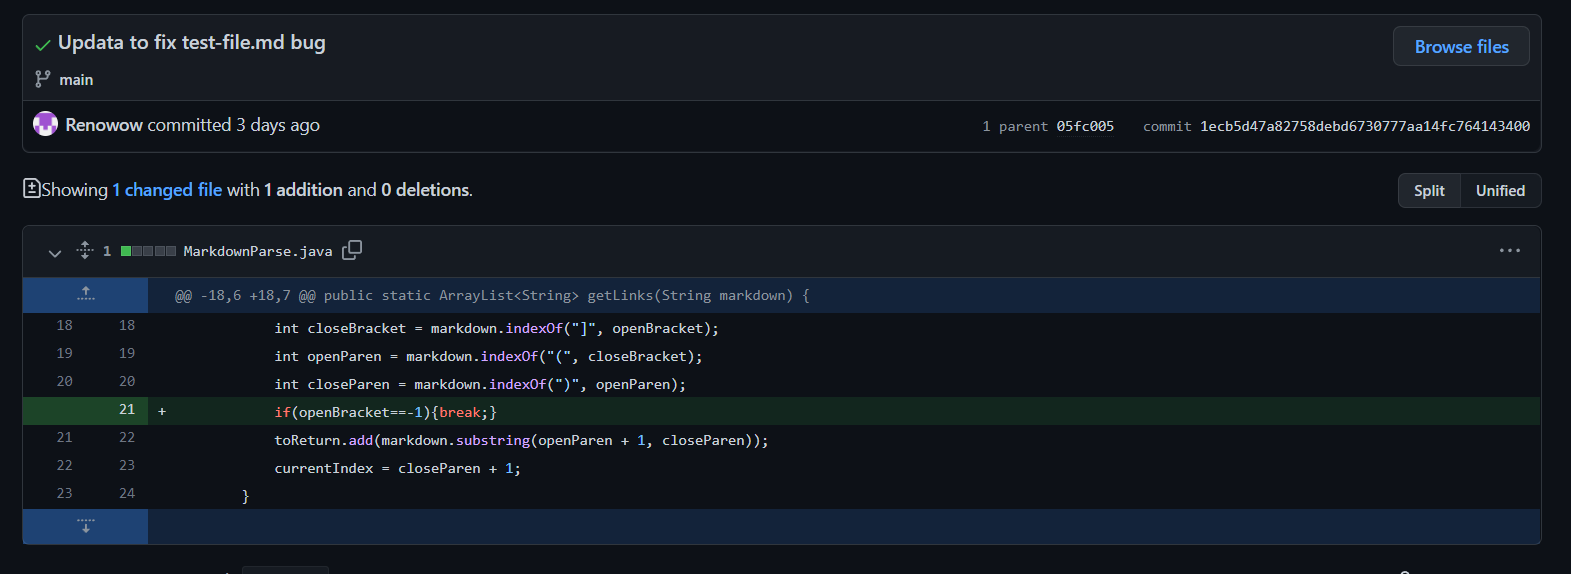 Updata to fix test-file.md bug
Browse files
main
Renowow committed 3 days ago
1 parent 05fc005 commit 1ecb5d47a82758debd6730777aa14fc764143400
Showing 1 changed file with 1 addition and 0 deletions.
Split Unified
1 MarkdownParse.java
@@ -18,6 +18,7 @@ public static ArrayList<String> getLinks(String markdown) {
18 18 int closeBracket = markdown.indexOf("]", openBracket);
19 19 int openParen = markdown.indexOf("(", closeBracket);
20 20 int closeParen = markdown.indexOf(")", openParen);
21 + if(openBracket==-1){break;}
21 22 toReturn.add(markdown.substring(openParen + 1, closeParen));
22 23 currentIndex = closeParen + 1;
23 24 }